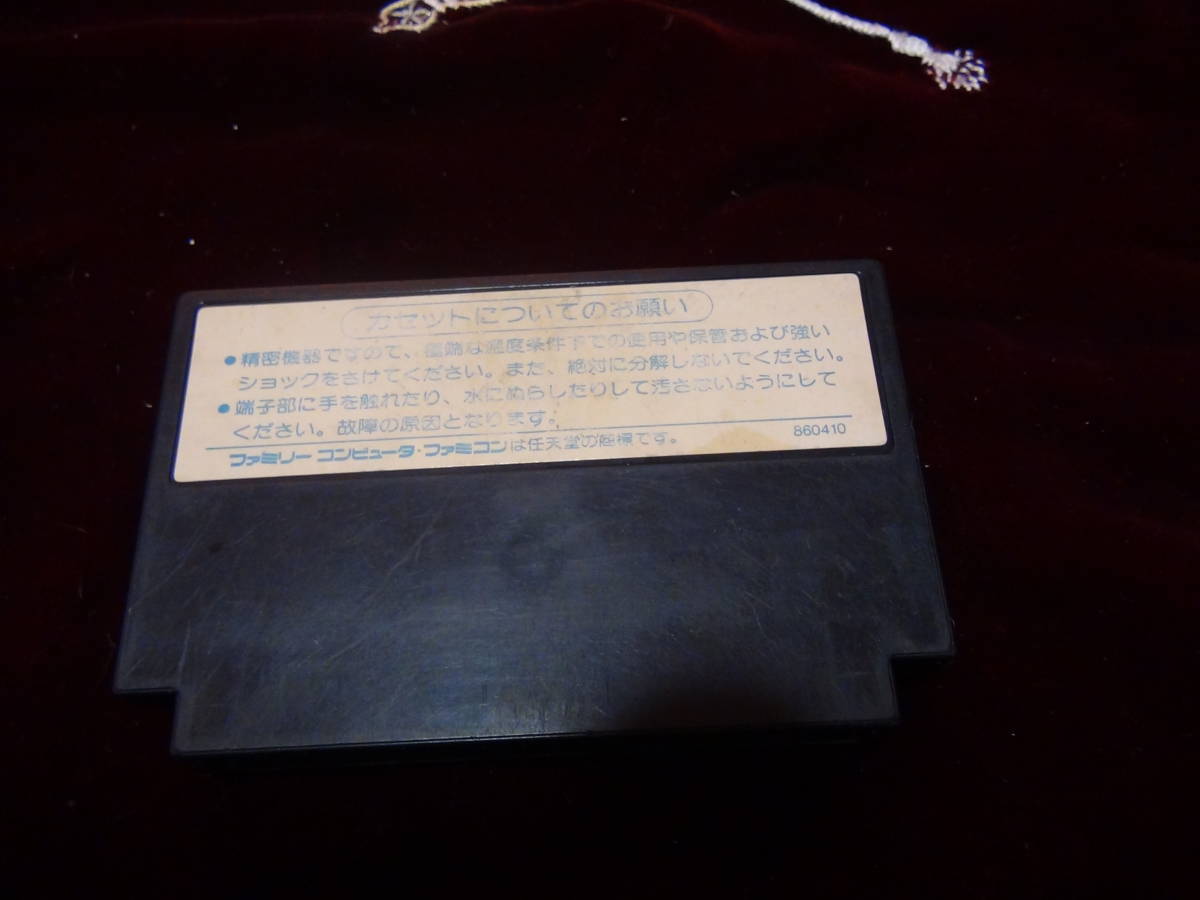 カセットについてのお願い
●精密機器ですので、極端な温度条件下での使用や保管および強い
ショックをさけてください。また、絶対に分解しないでください。
●端子部に手を触れたり、水にぬらしたりして汚さないようにして
ください。故障の原因となります。
ファミリーコンピュータ・ファミコンは任天堂の商標です。
860410